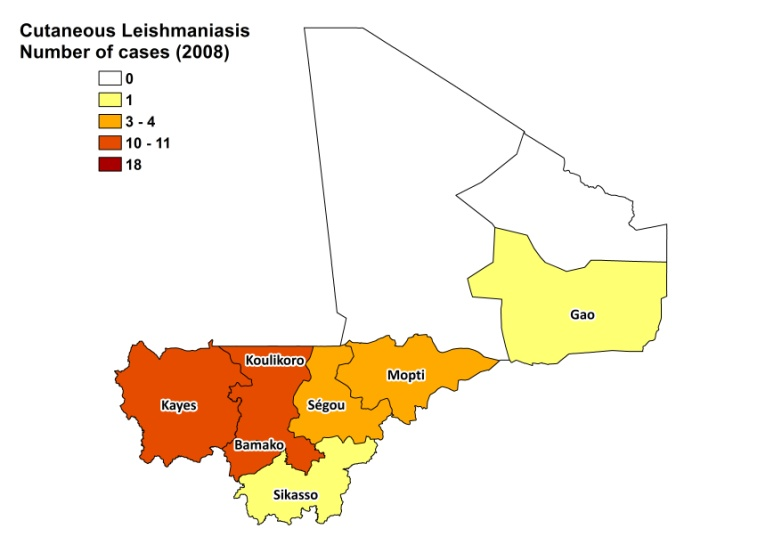 Cutaneous Leishmaniasis
Number of cases (2008)
0
1
3 - 4
10 - 11
18
Gao
Koulikoro
Mopti
Kayes
Ségou
Bamako
Sikasso